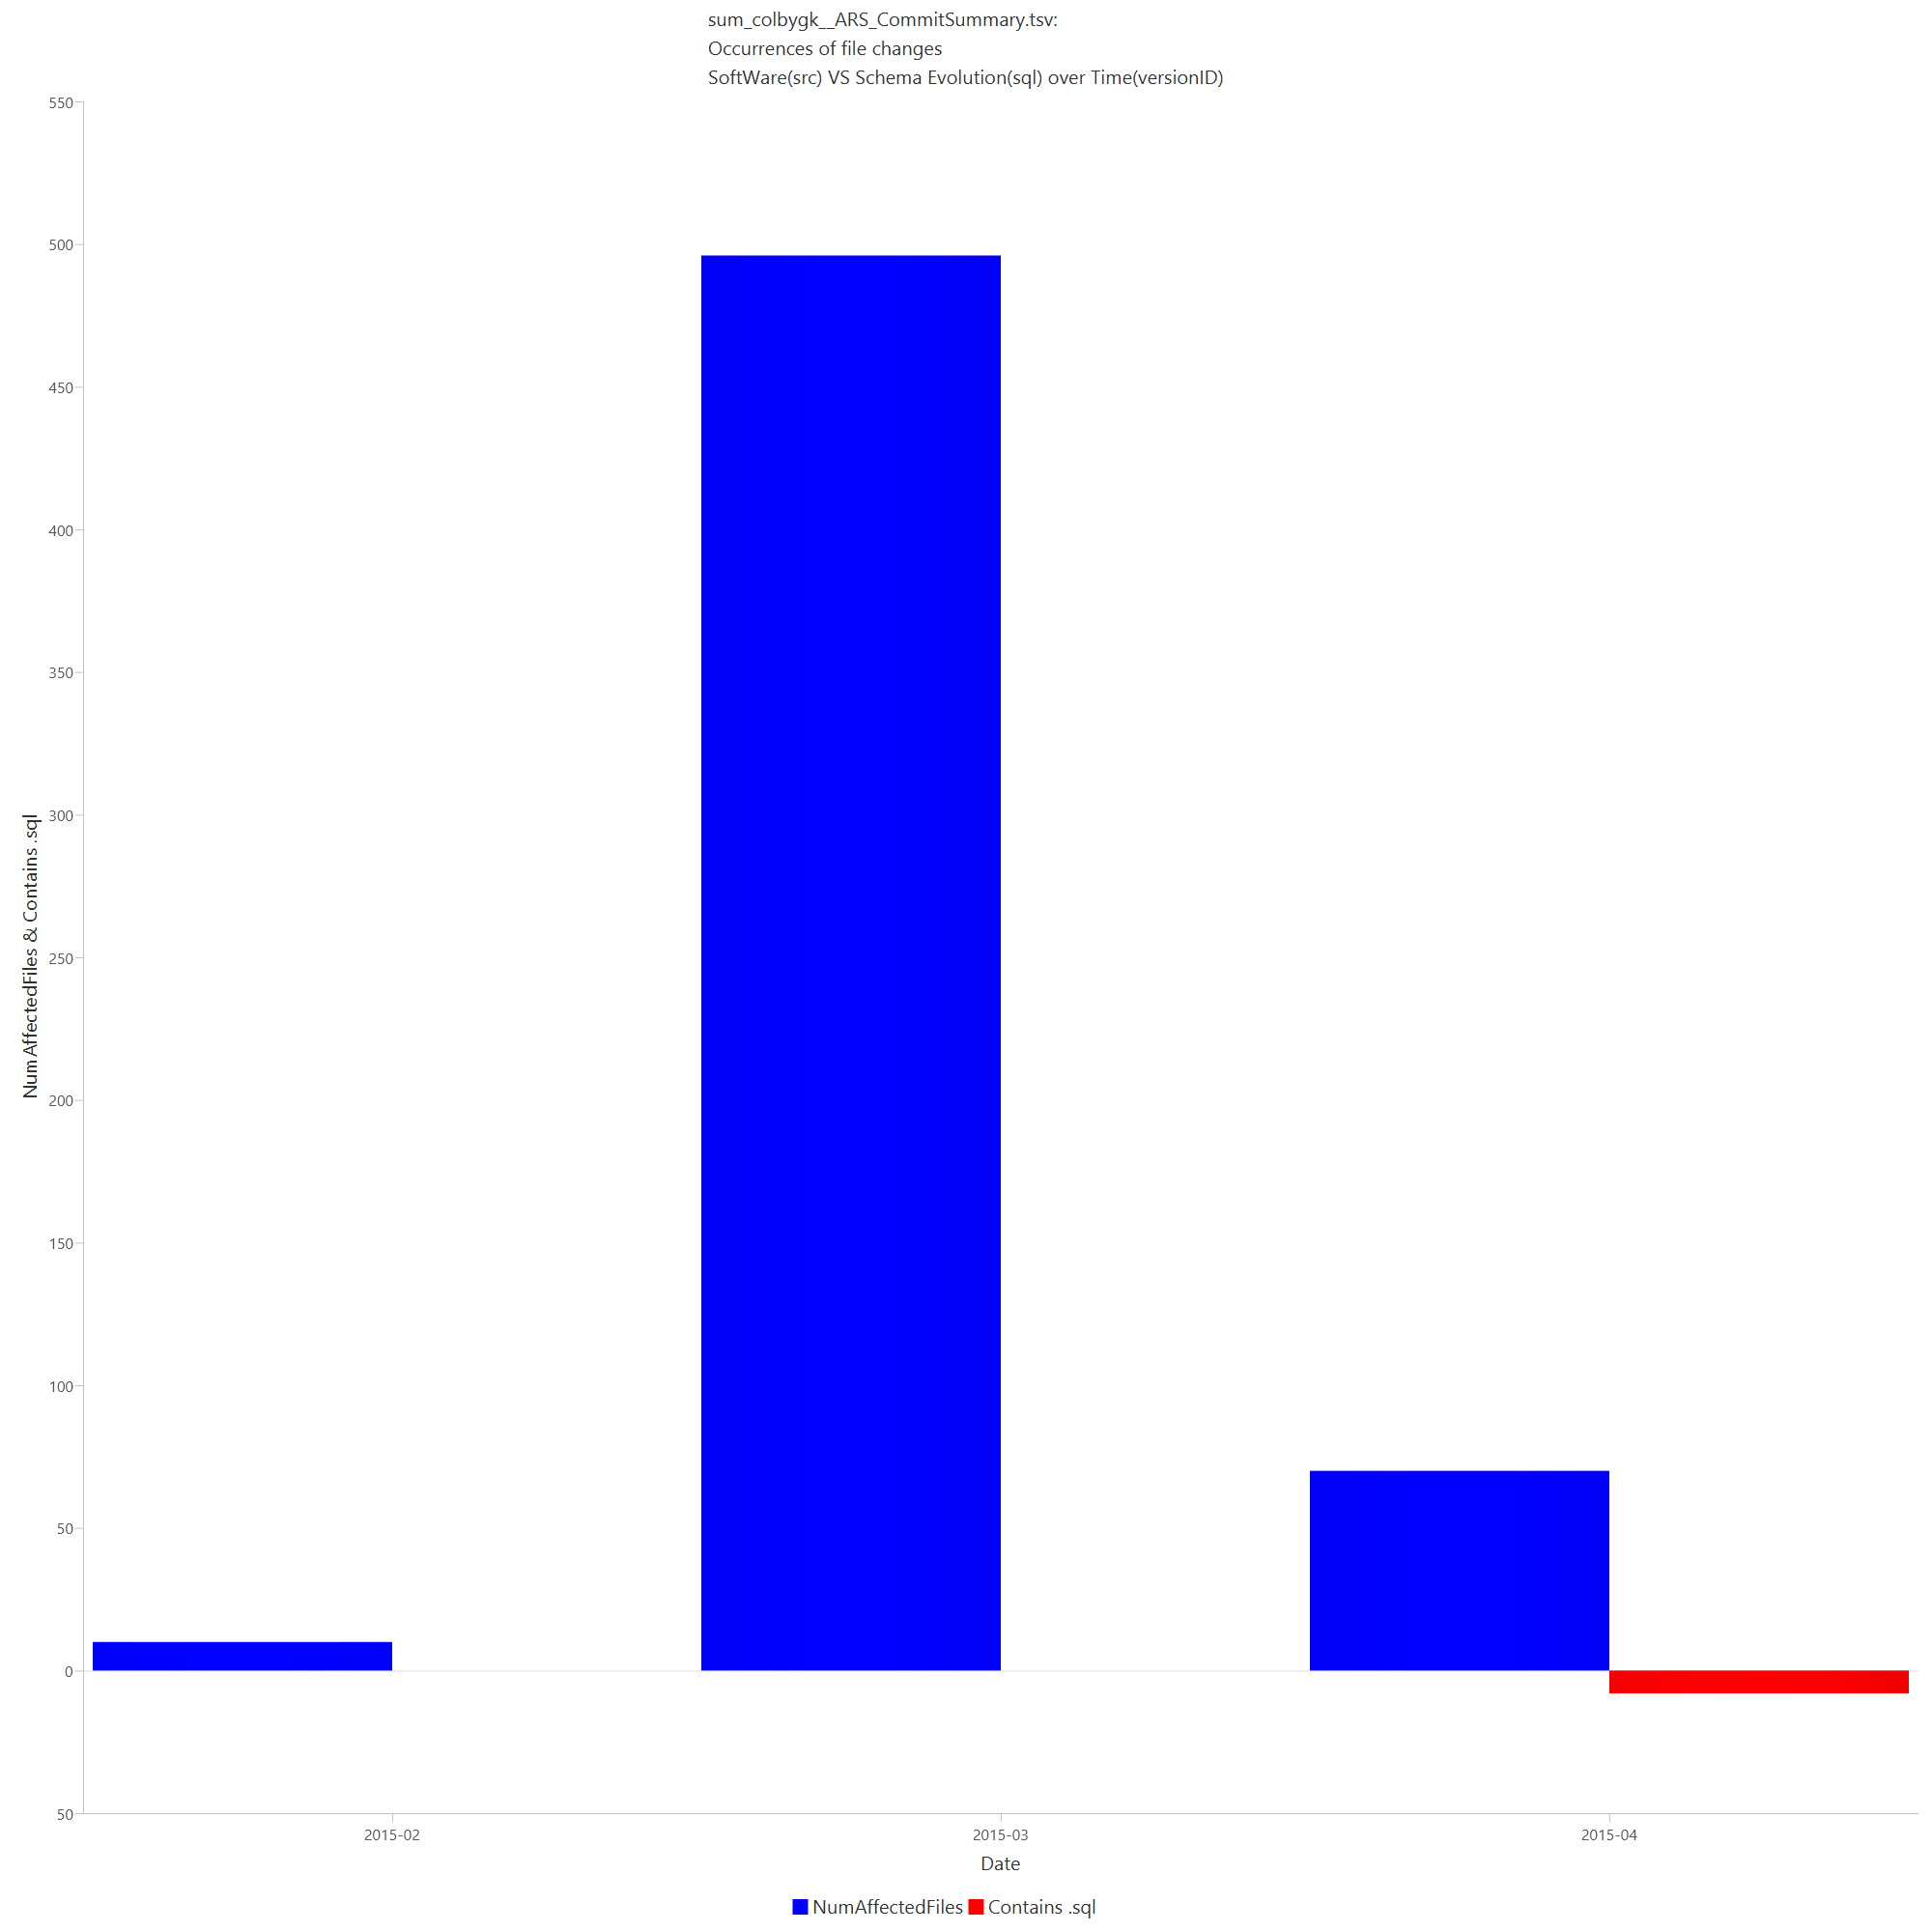 sum_colbygk__ARS_CommitSummary.tsv:
Occurrences of file changes
SoftWare(src) VS Schema Evolution(sql) over Time(versionID)
550
500
450
400
350
300
250
200
150
100
50
0
50
NumAffectedFiles & Contains .sql
2015-02
2015-03
2015-04
Date
NumAffectedFiles
Contains .sql